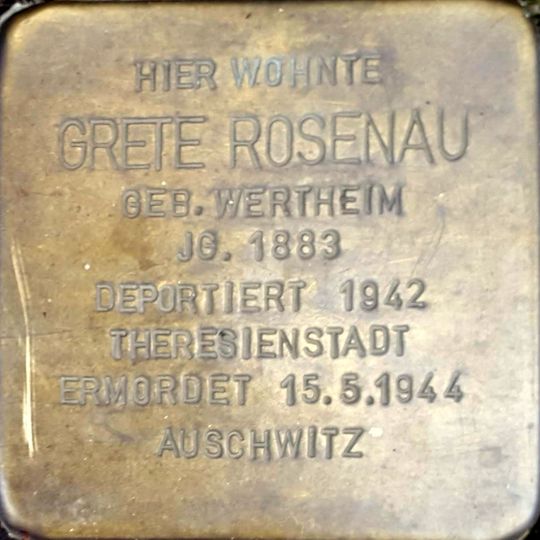 HIER WOHNTE
GRETE ROSENAU
GEB. WERTHEIM
JG. 1883
DEPORTIERT 1942
THERESIENSTADT
ERMORDET 15.5.1944
AUSCHWITZ